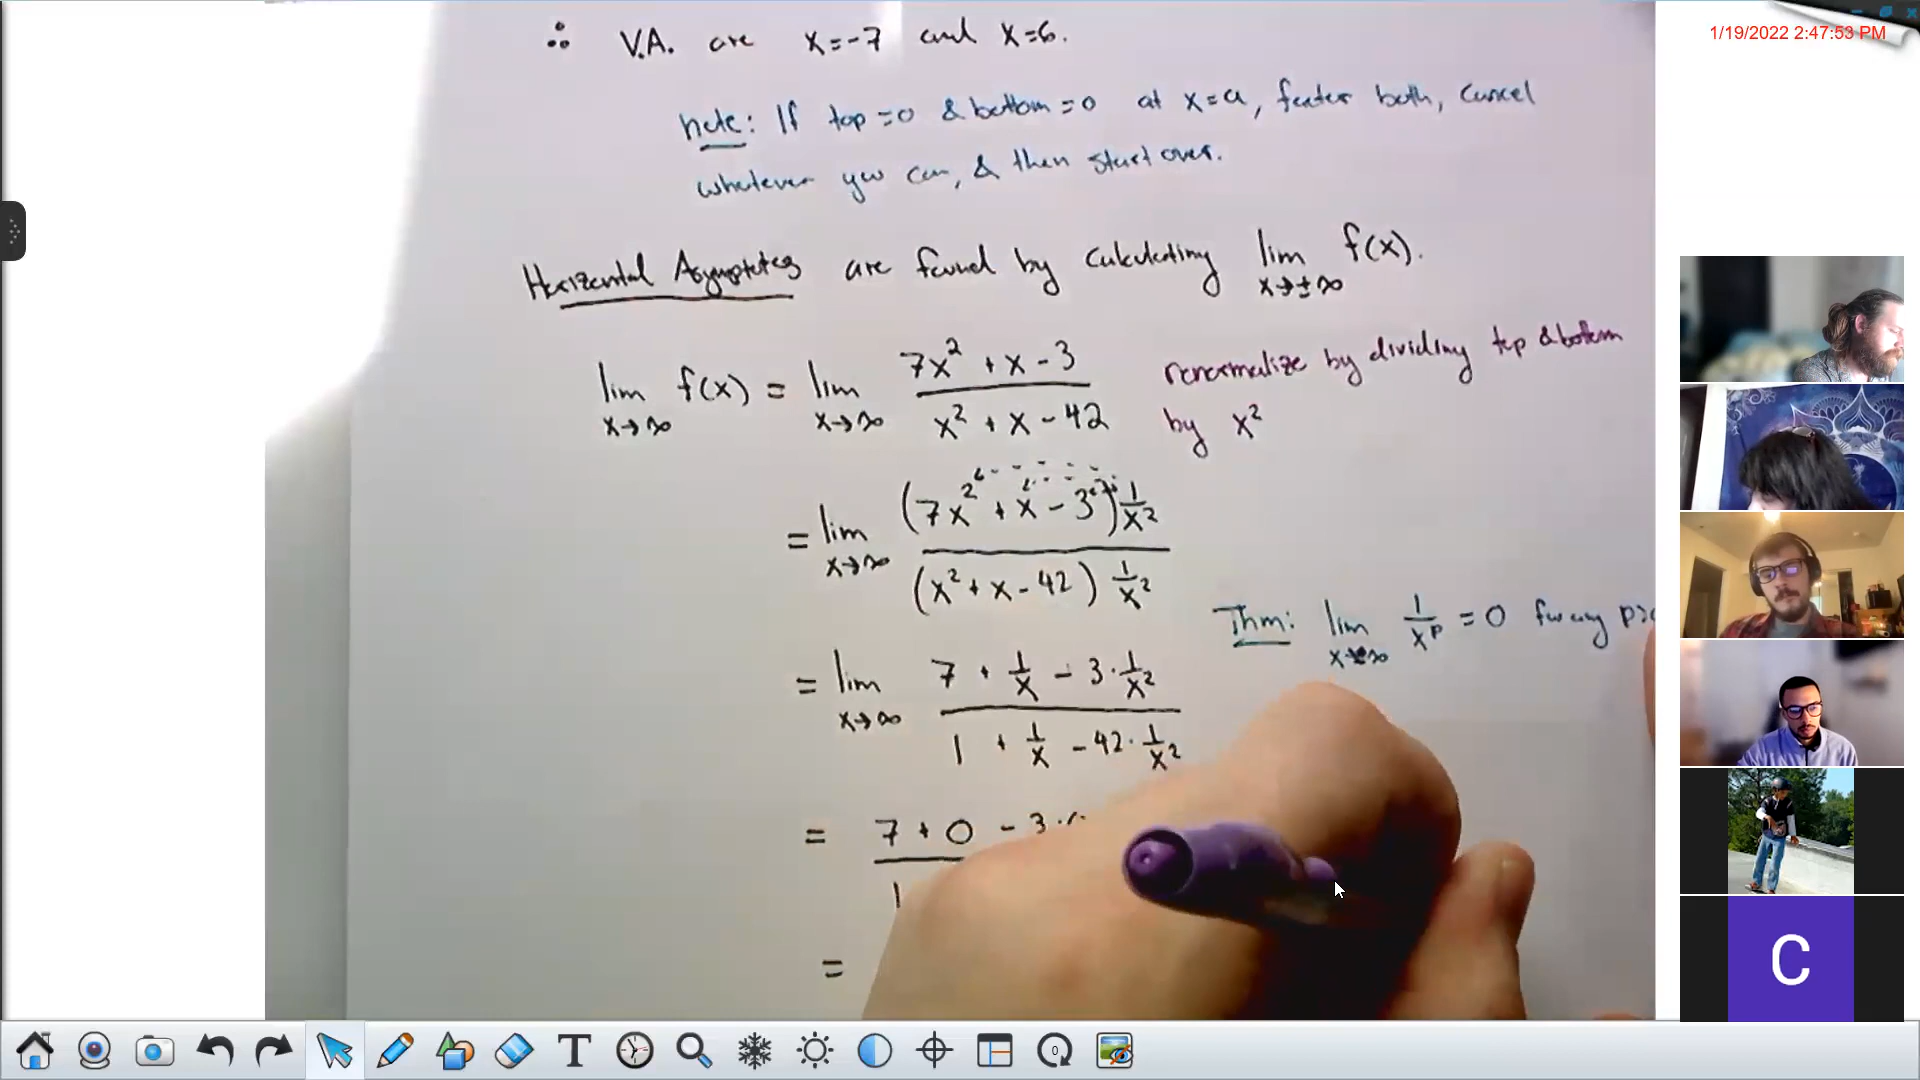 1/19/2022 2:47:53 PM
∴ V.A. are x=-7 and x=6.
note: If top=0 & bottom=0 at x=a, factor both, cancel
whatever you can, & then start over.
Horizontal Asymptotes are found by calculating lim x→±∞ f(x).
lim x→∞ f(x) = lim x→∞ (7x² + x - 3)/(x² + x - 42) renormalize by dividing top & bottom
by x²
= lim x→∞ ((7x² + x - 3) 1/x²)/((x² + x - 42) 1/x²)
Thm: lim x→∞ 1/x^p = 0 for any p>
= lim x→∞ (7 + 1/x - 3·1/x²)/(1 + 1/x - 42·1/x²)
= 7 + 0 - 3·
1
=
C
T
0